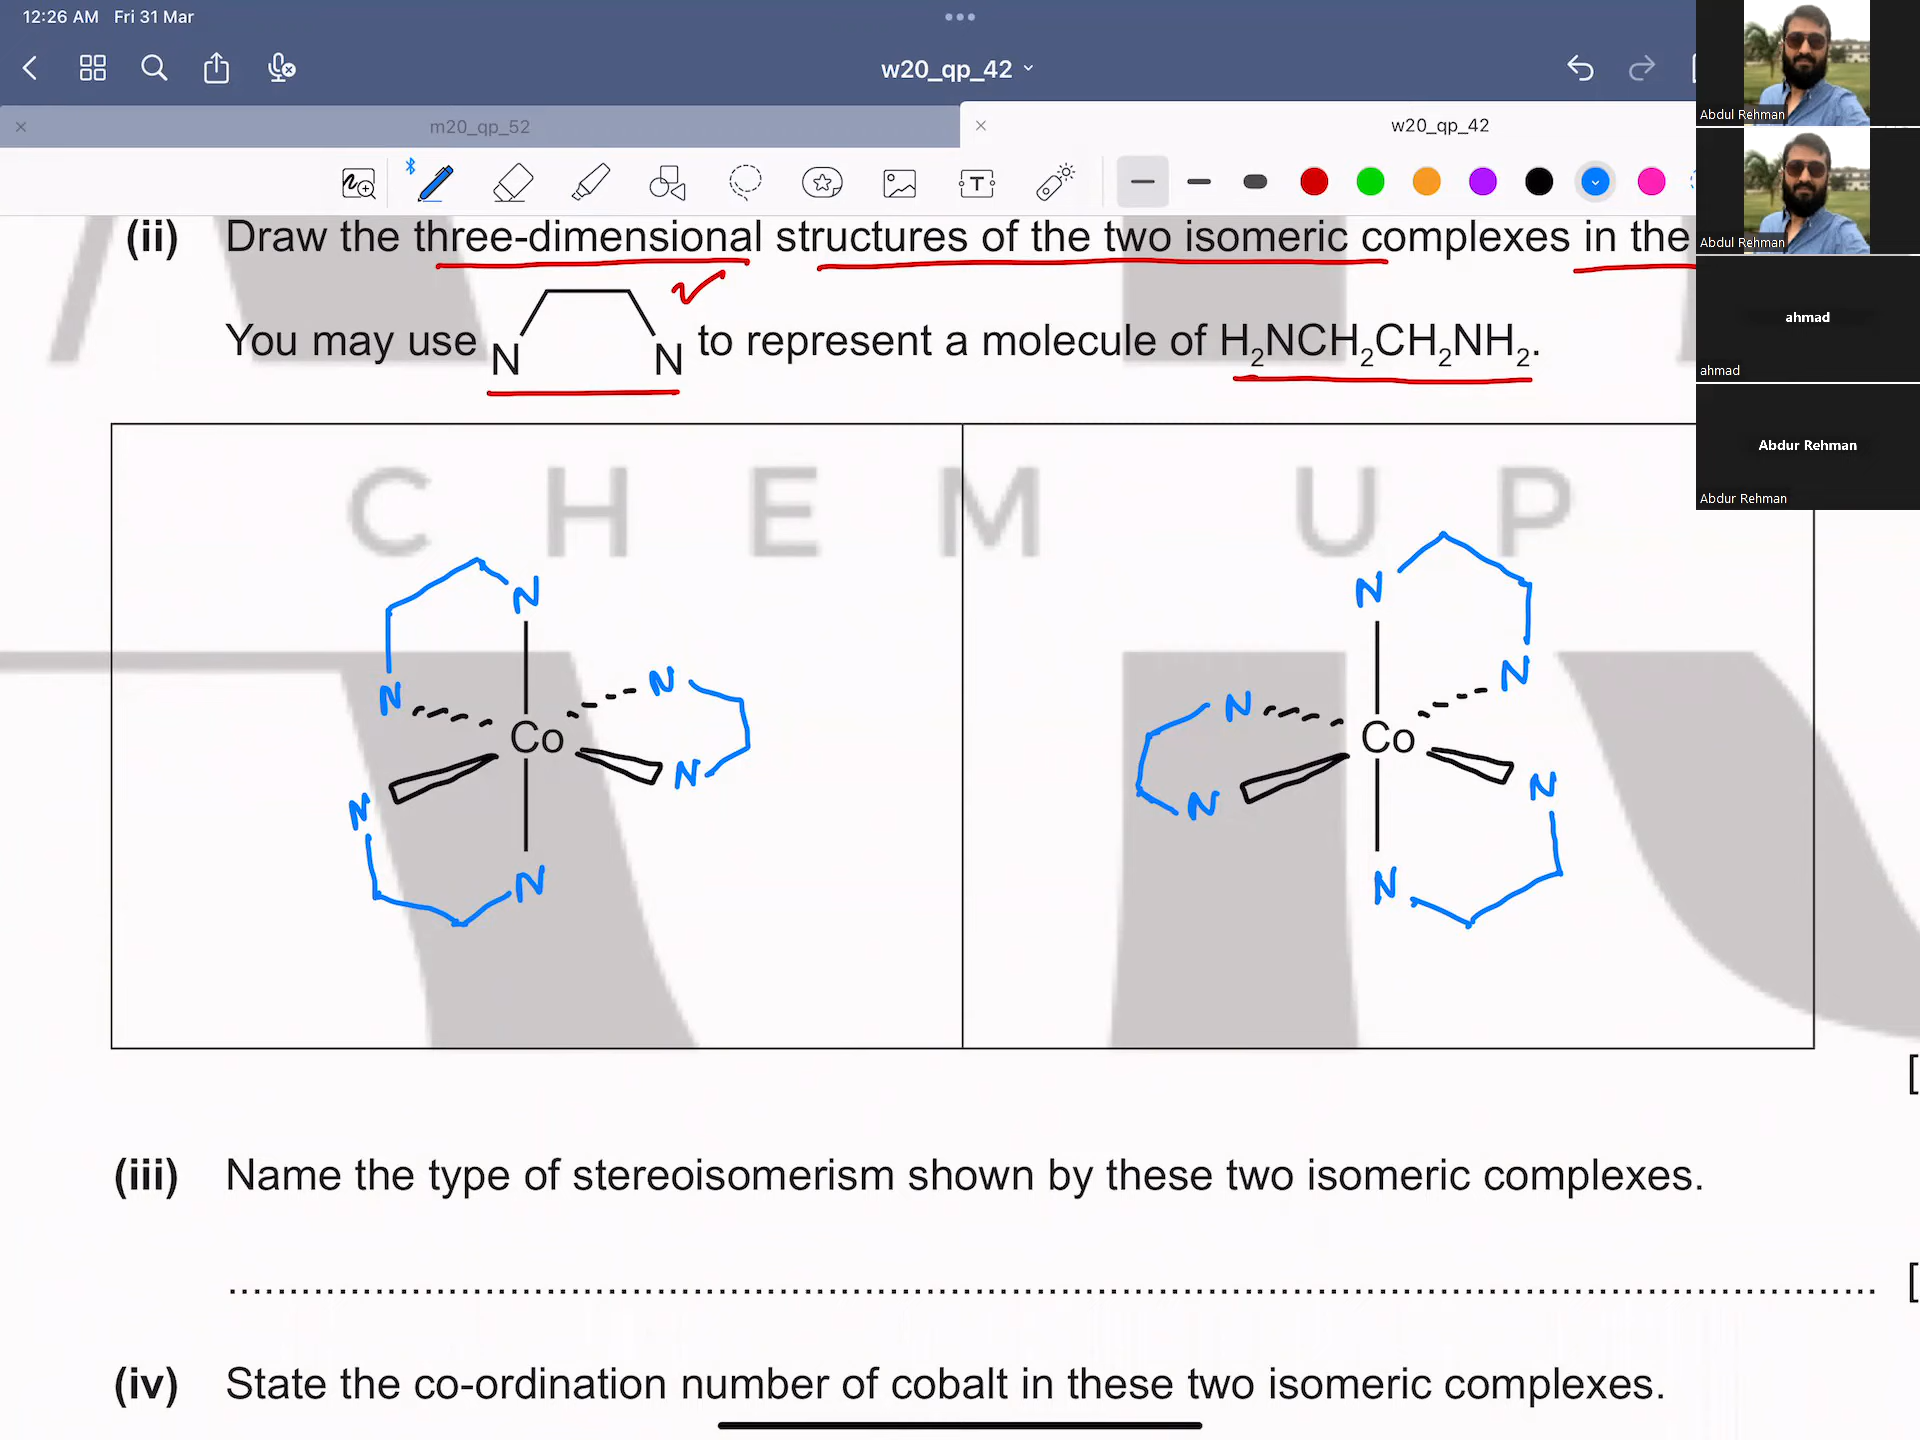 12:26 AM Fri 31 Mar
w20_qp_42
m20_qp_52
w20_qp_42
T
Abdul Rehman
Abdul Rehman
ahmad
ahmad
Abdur Rehman
Abdur Rehman
(ii) Draw the three-dimensional structures of the two isomeric complexes in the
You may use N N to represent a molecule of H₂NCH₂CH₂NH₂.
CHEM UP
N N
N N N N
Co Co
N N N N
N N
[
(iii) Name the type of stereoisomerism shown by these two isomeric complexes.
[
(iv) State the co-ordination number of cobalt in these two isomeric complexes.